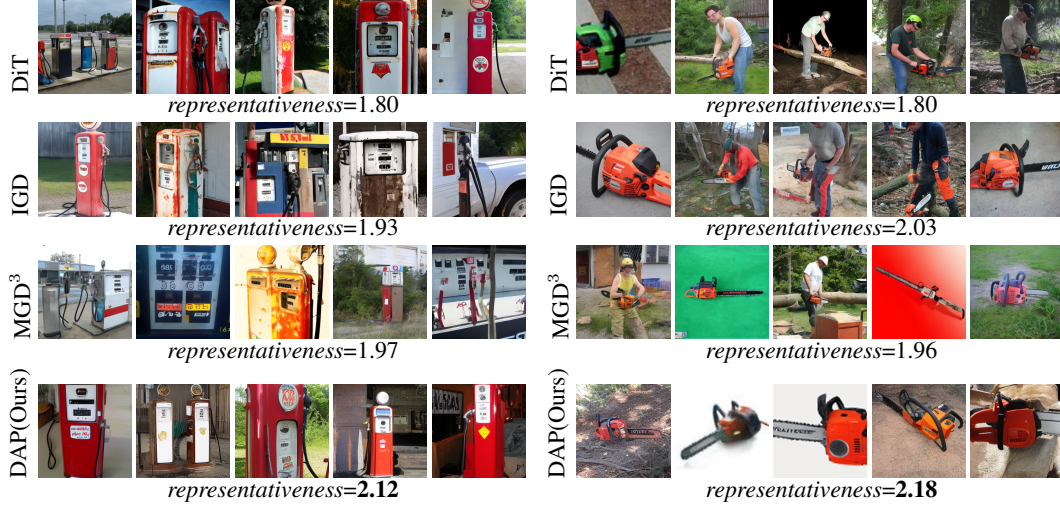 DiT
representativeness=1.80
DiT
representativeness=1.80
IGD
representativeness=1.93
IGD
representativeness=2.03
MGD³
representativeness=1.97
MGD³
representativeness=1.96
DAP(Ours)
representativeness=2.12
DAP(Ours)
representativeness=2.18